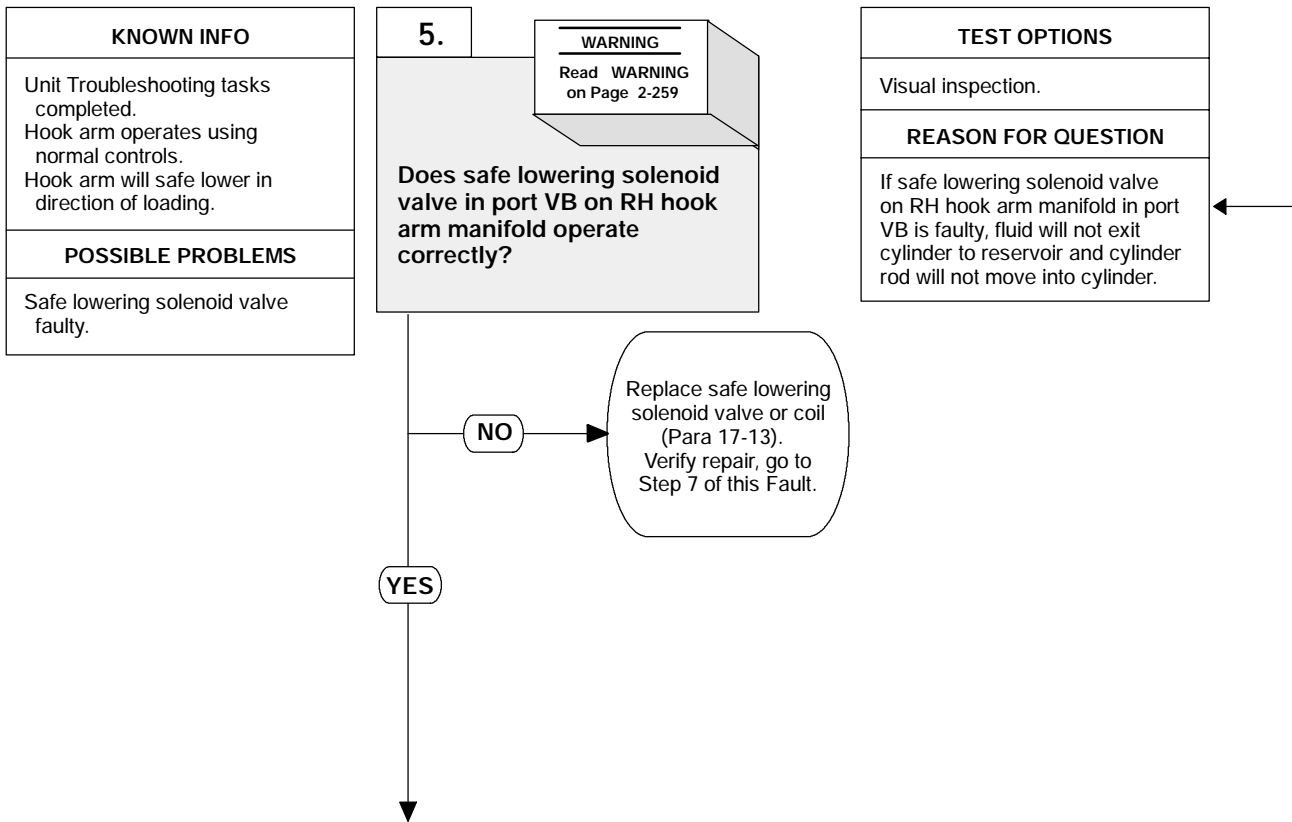 KNOWN INFO
Unit Troubleshooting tasks
completed.
Hook arm operates using
normal controls.
Hook arm will safe lower in
direction of loading.
POSSIBLE PROBLEMS
Safe lowering solenoid valve
faulty.
5.
WARNING
Read WARNING
on Page 2-259
Does safe lowering solenoid
valve in port VB on RH hook
arm manifold operate
correctly?
TEST OPTIONS
Visual inspection.
REASON FOR QUESTION
If safe lowering solenoid valve
on RH hook arm manifold in port
VB is faulty, fluid will not exit
cylinder to reservoir and cylinder
rod will not move into cylinder.
NO
Replace safe lowering
solenoid valve or coil
(Para 17-13).
Verify repair, go to
Step 7 of this Fault.
YES